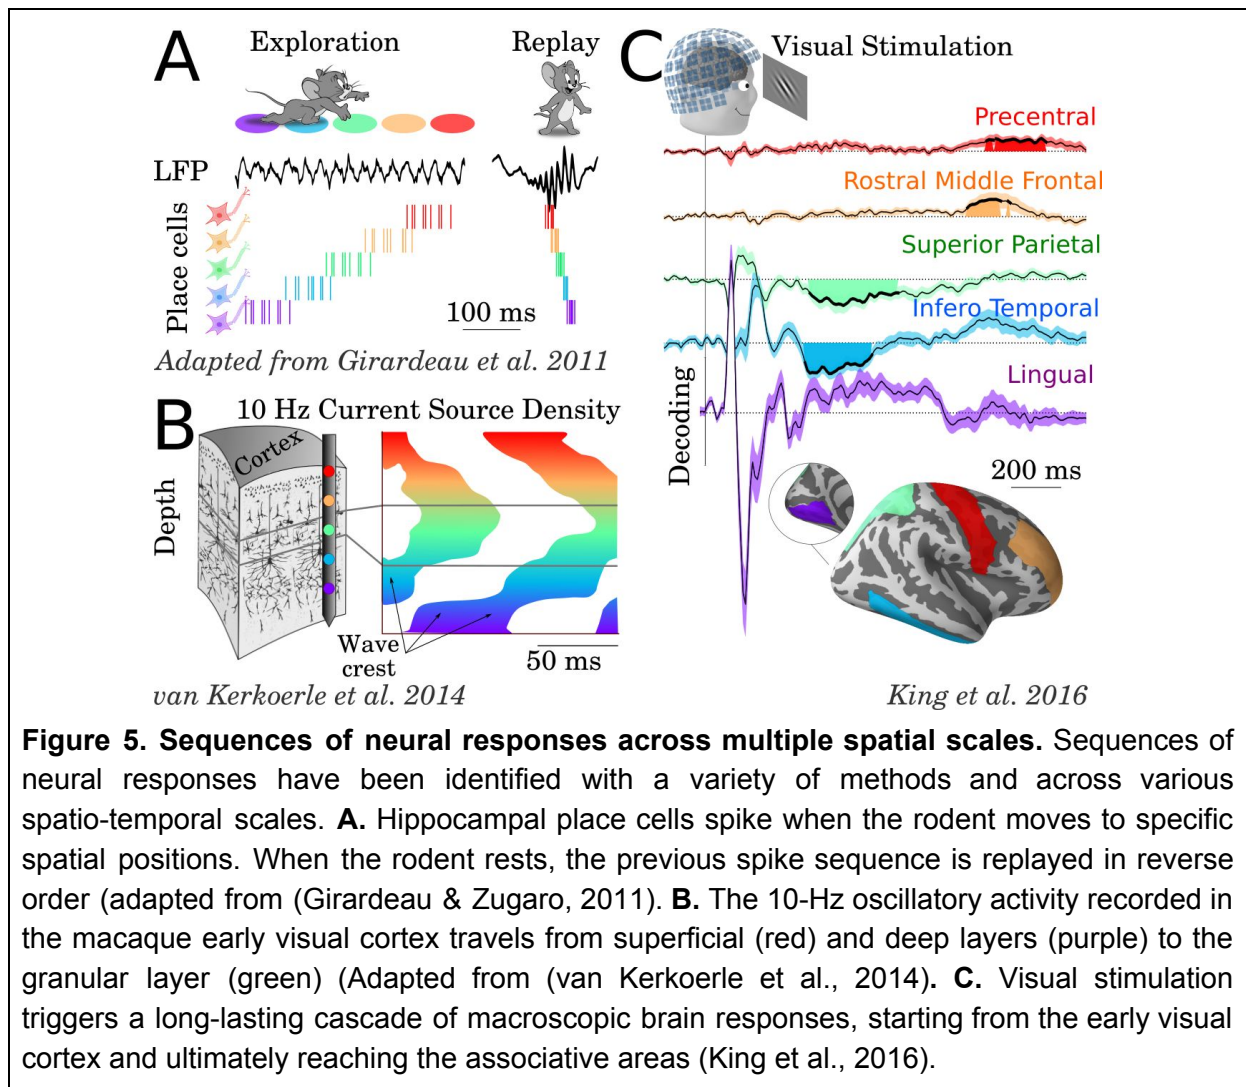 A
Exploration
Replay
LFP
Place cells
100 ms
Adapted from Girardeau et al. 2011
B
10 Hz Current Source Density
Cortex
Depth
Wave
crest
50 ms
van Kerkoerle et al. 2014
C
Visual Stimulation
Precentral
Rostral Middle Frontal
Superior Parietal
Infero Temporal
Lingual
Decoding
200 ms
King et al. 2016
Figure 5. Sequences of neural responses across multiple spatial scales. Sequences of
neural responses have been identified with a variety of methods and across various
spatio-temporal scales. A. Hippocampal place cells spike when the rodent moves to specific
spatial positions. When the rodent rests, the previous spike sequence is replayed in reverse
order (adapted from (Girardeau & Zugaro, 2011). B. The 10-Hz oscillatory activity recorded in
the macaque early visual cortex travels from superficial (red) and deep layers (purple) to the
granular layer (green) (Adapted from (van Kerkoerle et al., 2014). C. Visual stimulation
triggers a long-lasting cascade of macroscopic brain responses, starting from the early visual
cortex and ultimately reaching the associative areas (King et al., 2016).